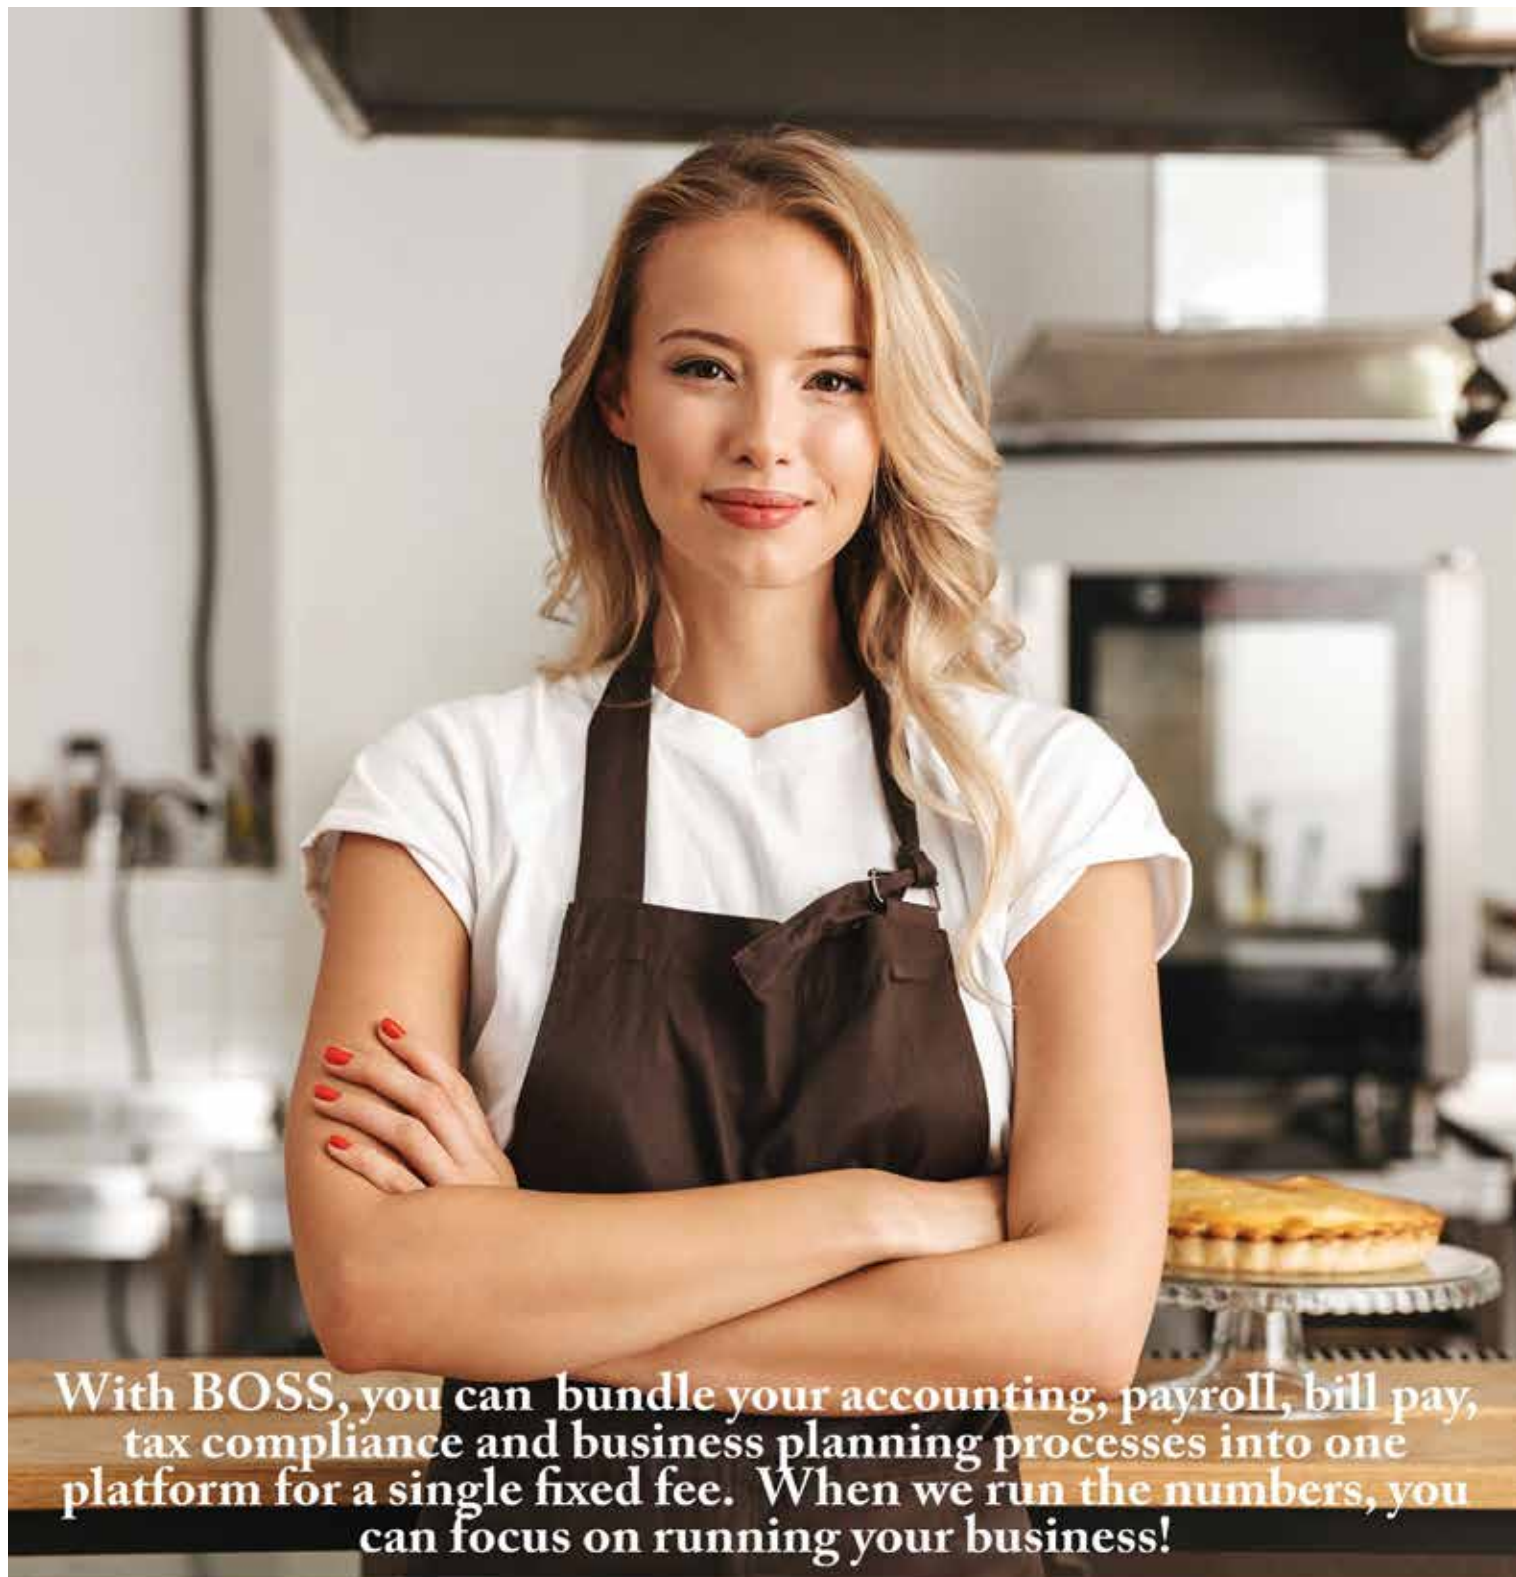 With BOSS, you can  bundle your accounting, payroll, bill pay,
tax compliance and business planning processes into one
platform for a single fixed fee.  When we run the numbers, you
can focus on running your business!